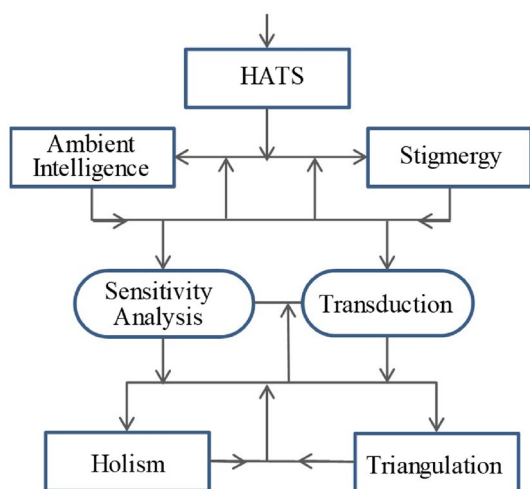 HATS
Ambient
Intelligence
Stigmergy
Sensitivity
Analysis
Transduction
Holism
Triangulation